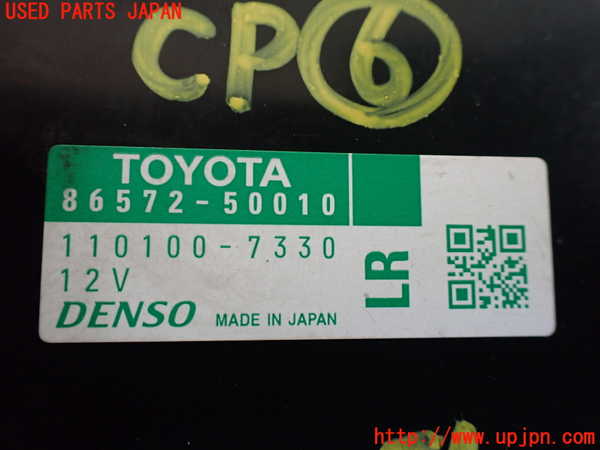 USED PARTS JAPAN
CP⑥
TOYOTA
86572-50010
110100-7330
12V
LR
DENSO MADE IN JAPAN
http://www.upjpn.com/